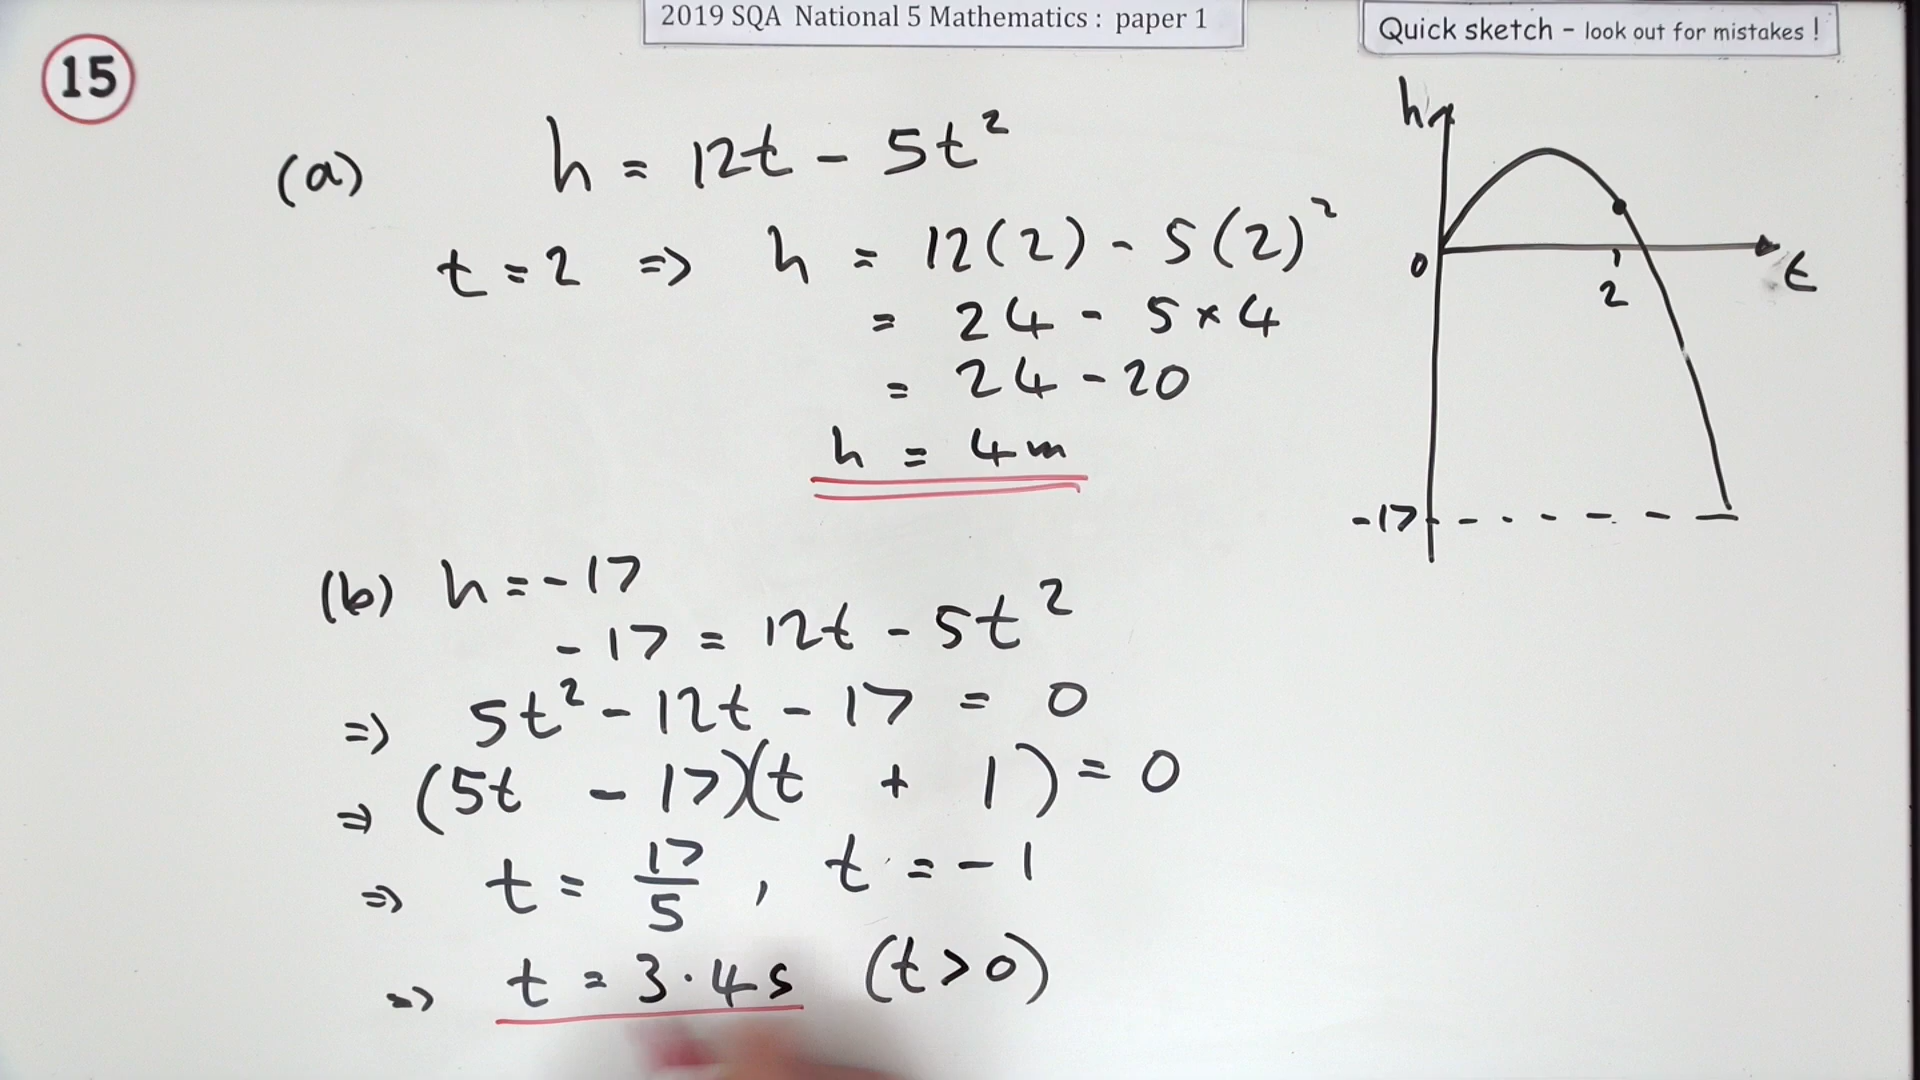 2019 SQA National 5 Mathematics : paper 1
Quick sketch – look out for mistakes !
15
(a) h = 12t - 5t²
t = 2 => h = 12(2) - 5(2)²
= 24 - 5 × 4
= 24 - 20
h = 4m
h
0
2
t
-17
(b) h = -17
-17 = 12t - 5t²
=> 5t² - 12t - 17 = 0
=> (5t - 17)(t + 1) = 0
=> t = 17/5 , t = -1
=> t = 3·4s (t > 0)